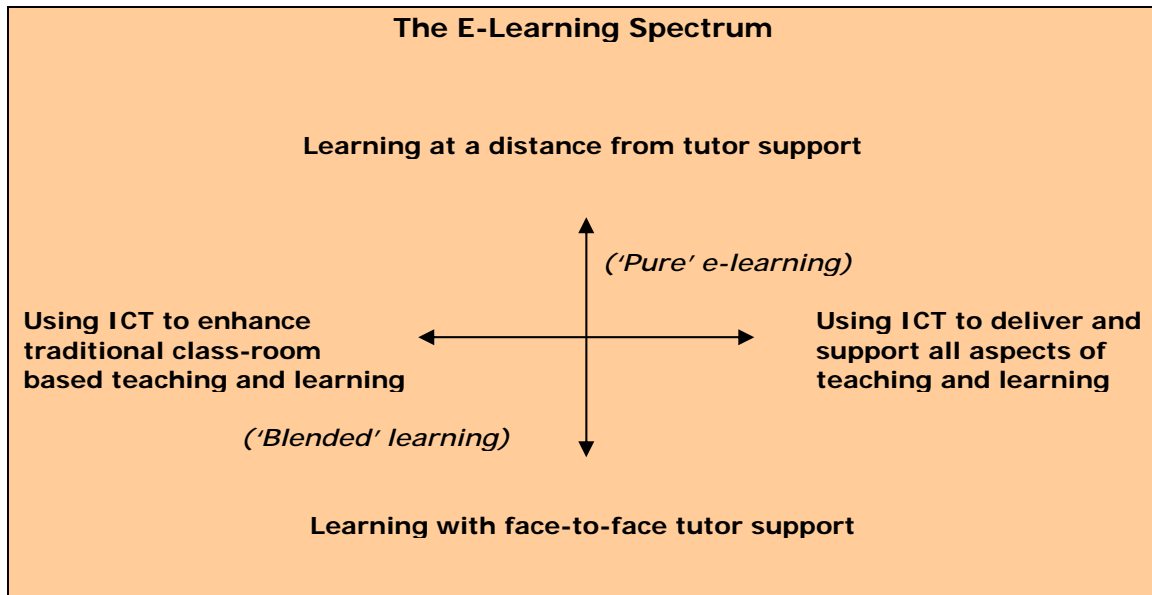 The E-Learning Spectrum
Learning at a distance from tutor support
(‘Pure’ e-learning)
Using ICT to enhance
traditional class-room
based teaching and learning
Using ICT to deliver and
support all aspects of
teaching and learning
(‘Blended’ learning)
Learning with face-to-face tutor support